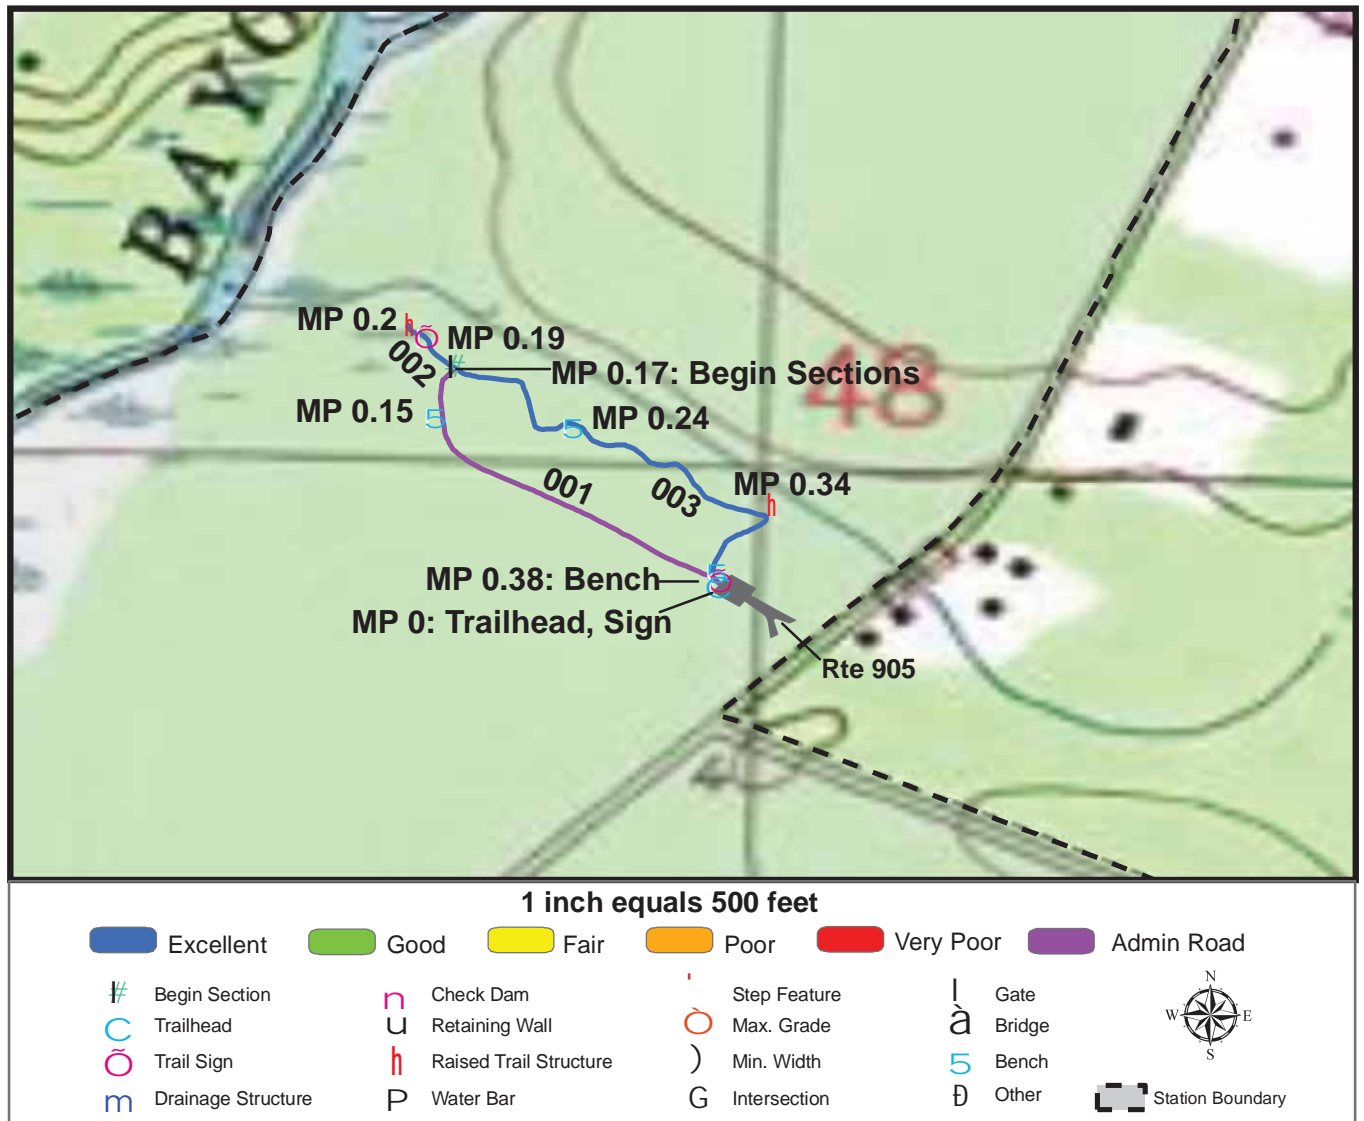 BAYO
48
MP 0.2
MP 0.19
002
MP 0.17: Begin Sections
MP 0.15
5
5
MP 0.24
001
003
MP 0.34
h
h
MP 0.38: Bench
MP 0: Trailhead, Sign
Rte 905
1 inch equals 500 feet
Excellent
Good
Fair
Poor
Very Poor
Admin Road
Begin Section
n Check Dam
' Step Feature
l Gate
C Trailhead
u Retaining Wall
Ò Max. Grade
à Bridge
Õ Trail Sign
h Raised Trail Structure
) Min. Width
5 Bench
m Drainage Structure
P Water Bar
G Intersection
Ð Other
Station Boundary
N
W E
S